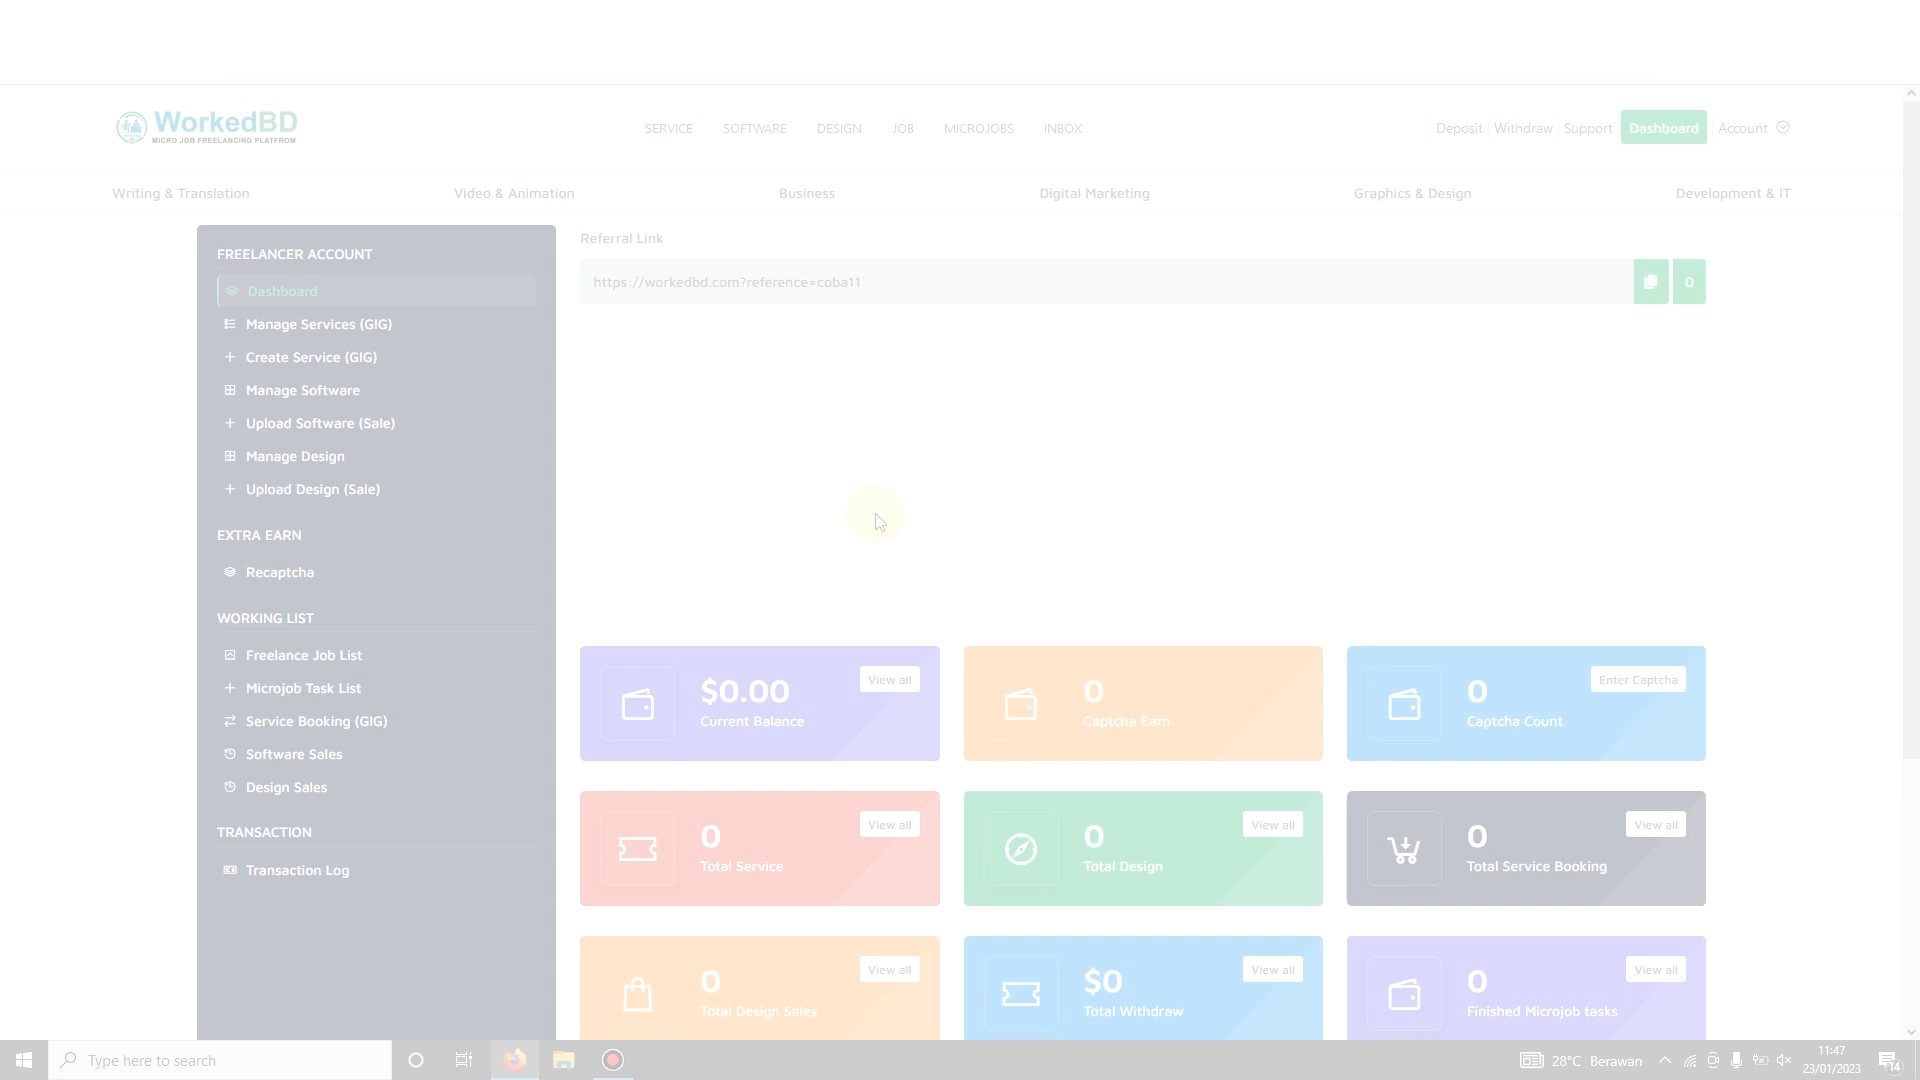 WorkedBD
MICRO JOB FREELANCING PLATFROM
SERVICE
SOFTWARE
DESIGN
JOB
MICROJOBS
INBOX
Deposit
Withdraw
Support
Dashboard
Account
Writing & Translation
Video & Animation
Business
Digital Marketing
Graphics & Design
Development & IT
FREELANCER ACCOUNT
Dashboard
Manage Services (GIG)
Create Service (GIG)
Manage Software
Upload Software (Sale)
Manage Design
Upload Design (Sale)
EXTRA EARN
Recaptcha
WORKING LIST
Freelance Job List
Microjob Task List
Service Booking (GIG)
Software Sales
Design Sales
TRANSACTION
Transaction Log
Referral Link
https://workedbd.com?reference=coba11
0
$0.00
Current Balance
View all
0
Captcha Earn
0
Captcha Count
Enter Captcha
0
Total Service
View all
0
Total Design
View all
0
Total Service Booking
View all
0
Total Design Sales
View all
$0
Total Withdraw
View all
0
Finished Microjob tasks
View all
Type here to search
28°C Berawan
11:47
23/01/2023
14